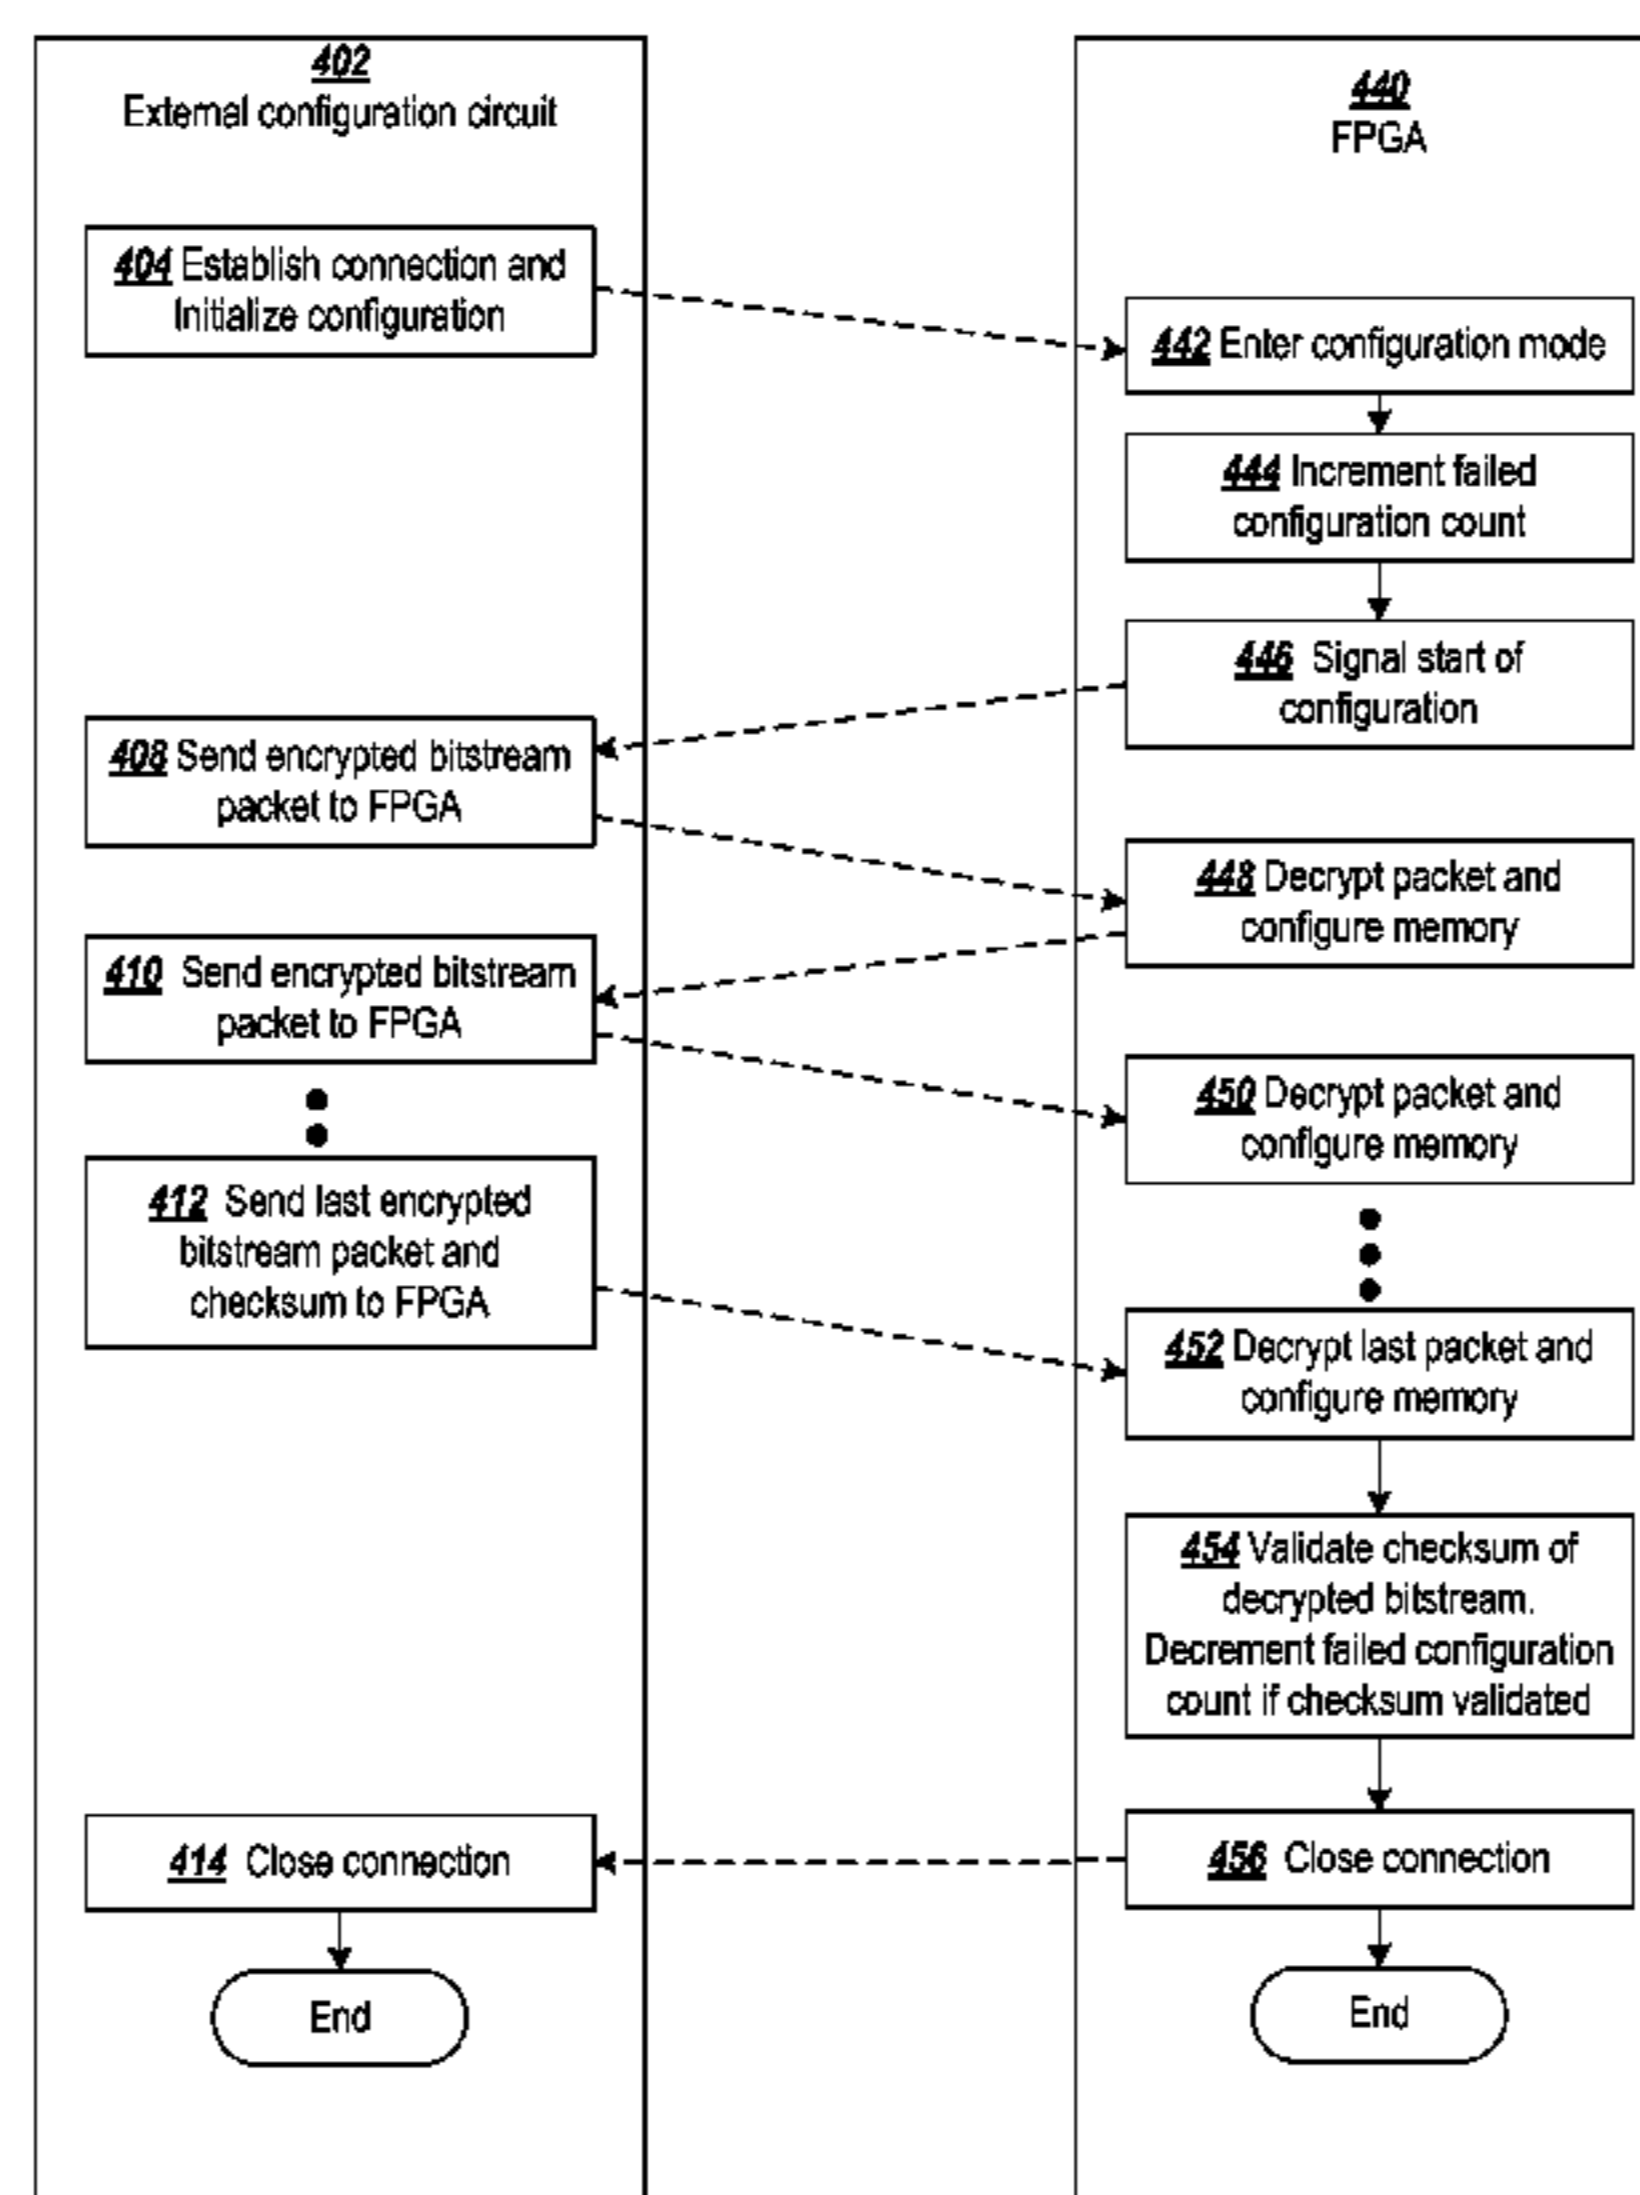 402
External configuration circuit
404 Establish connection and
Initialize configuration
408 Send encrypted bitstream
packet to FPGA
410 Send encrypted bitstream
packet to FPGA
412 Send last encrypted
bitstream packet and
checksum to FPGA
414 Close connection
End
440
FPGA
442 Enter configuration mode
444 Increment failed
configuration count
446 Signal start of
configuration
448 Decrypt packet and
configure memory
450 Decrypt packet and
configure memory
452 Decrypt last packet and
configure memory
454 Validate checksum of
decrypted bitstream.
Decrement failed configuration
count if checksum validated
456 Close connection
End